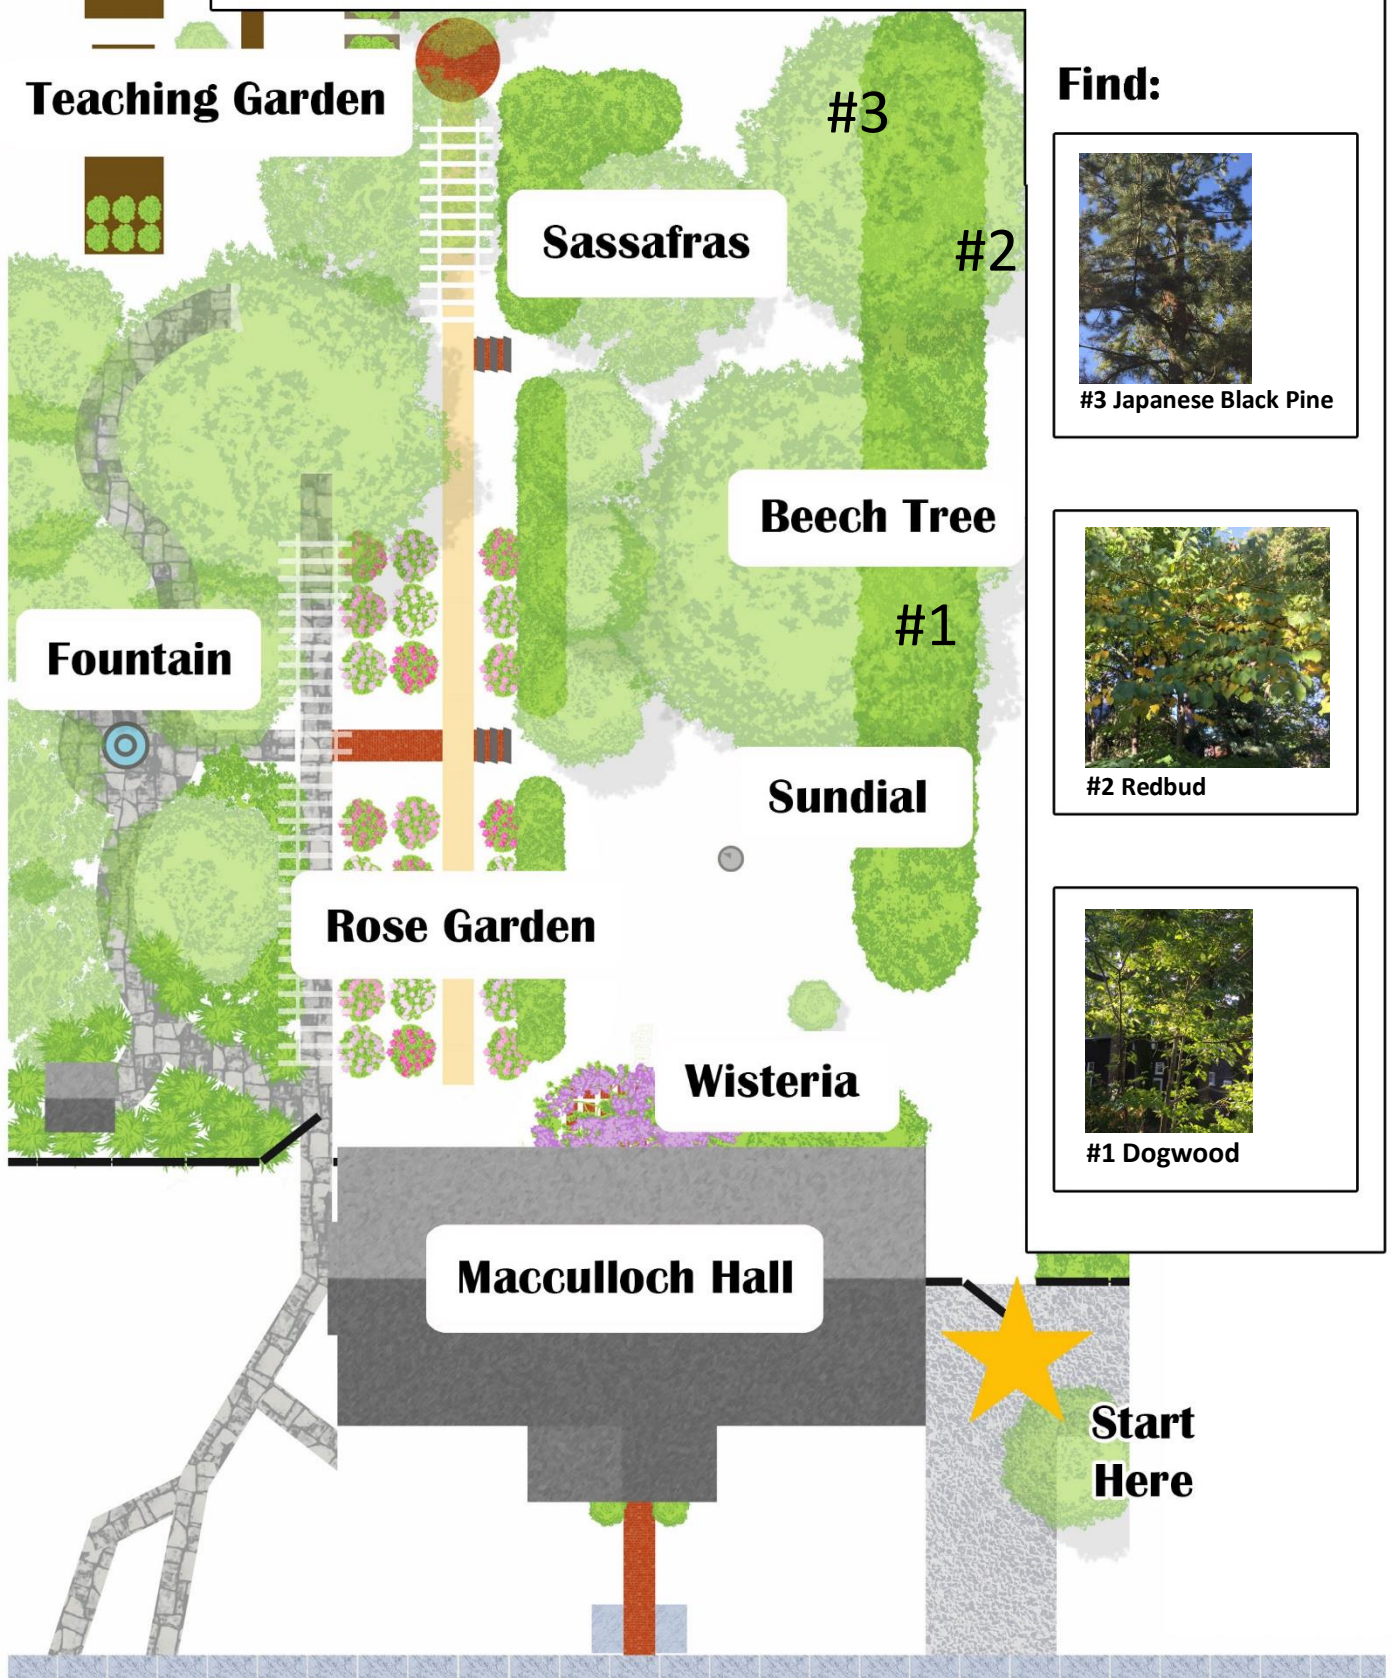 Teaching Garden
#3
Find:
Sassafras
#2
#3 Japanese Black Pine
Beech Tree
#1
Fountain
Sundial
#2 Redbud
Rose Garden
Wisteria
#1 Dogwood
Macculloch Hall
Start
Here